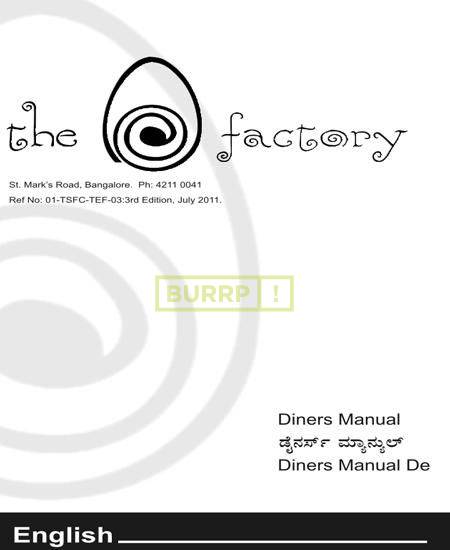 the factory
St. Mark's Road, Bangalore. Ph: 4211 0041
Ref No: 01-TSFC-TEF-03:3rd Edition, July 2011.
BURRP !
Diners Manual
ಡೈನರ್ಸ್ ಮ್ಯಾನ್ಯುಲ್
Diners Manual De
English